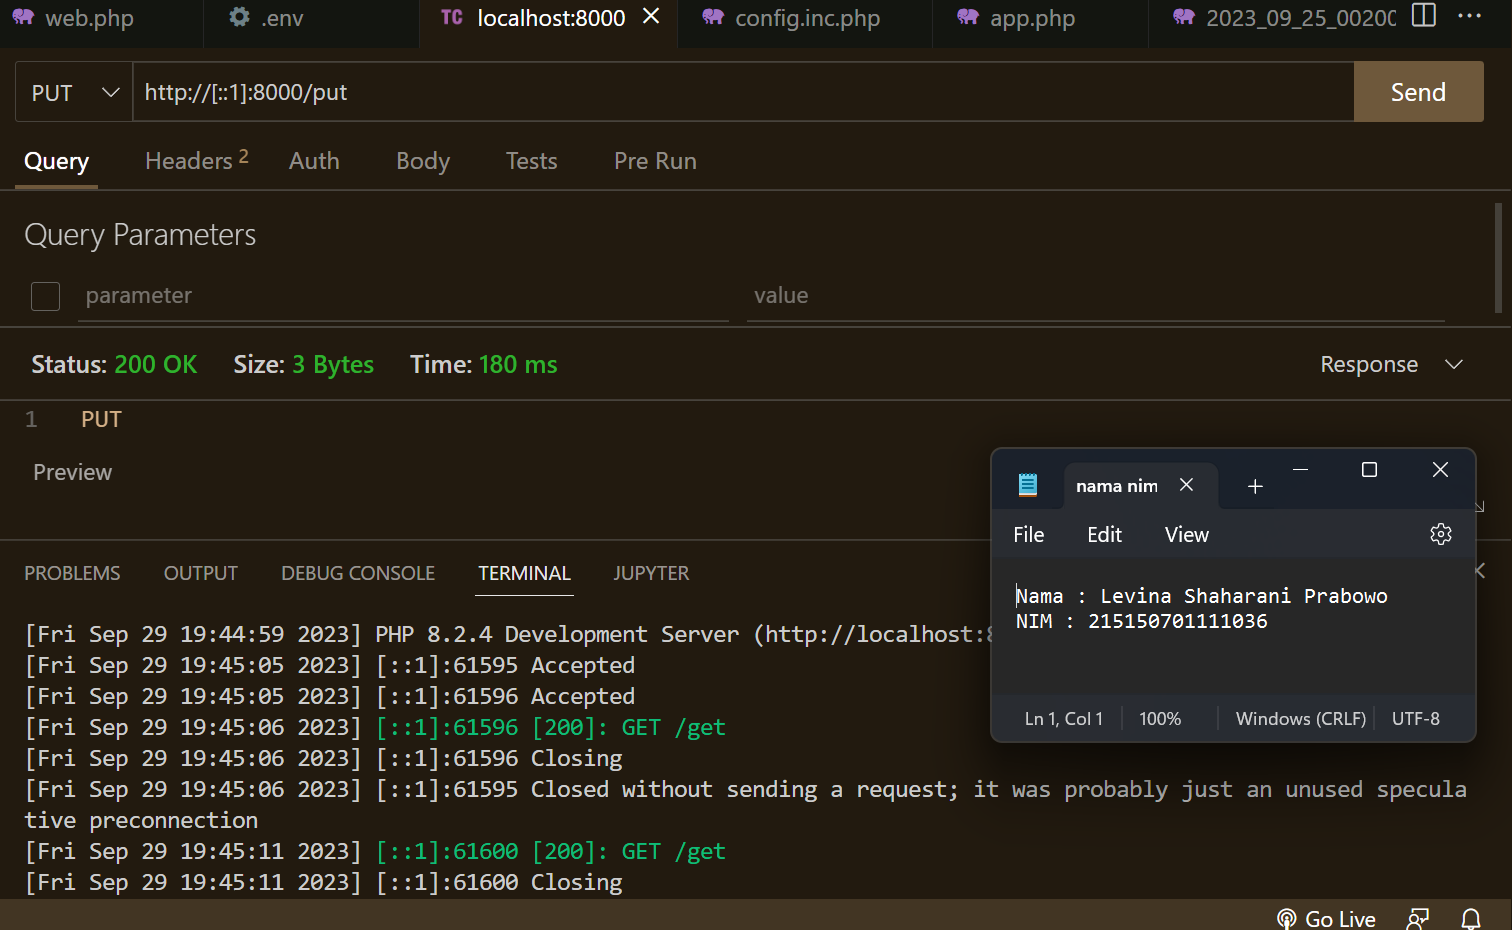 web.php .env TC localhost:8000 config.inc.php app.php 2023_09_25_0020
PUT http://[::1]:8000/put Send
Query Headers 2 Auth Body Tests Pre Run
Query Parameters
parameter value
Status: 200 OK Size: 3 Bytes Time: 180 ms Response
1 PUT
Preview
nama nim
File Edit View
Nama : Levina Shaharani Prabowo
NIM : 215150701111036
Ln 1, Col 1 100% Windows (CRLF) UTF-8
PROBLEMS OUTPUT DEBUG CONSOLE TERMINAL JUPYTER
[Fri Sep 29 19:44:59 2023] PHP 8.2.4 Development Server (http://localhost:
[Fri Sep 29 19:45:05 2023] [::1]:61595 Accepted
[Fri Sep 29 19:45:05 2023] [::1]:61596 Accepted
[Fri Sep 29 19:45:06 2023] [::1]:61596 [200]: GET /get
[Fri Sep 29 19:45:06 2023] [::1]:61596 Closing
[Fri Sep 29 19:45:06 2023] [::1]:61595 Closed without sending a request; it was probably just an unused specula
tive preconnection
[Fri Sep 29 19:45:11 2023] [::1]:61600 [200]: GET /get
[Fri Sep 29 19:45:11 2023] [::1]:61600 Closing
Go Live